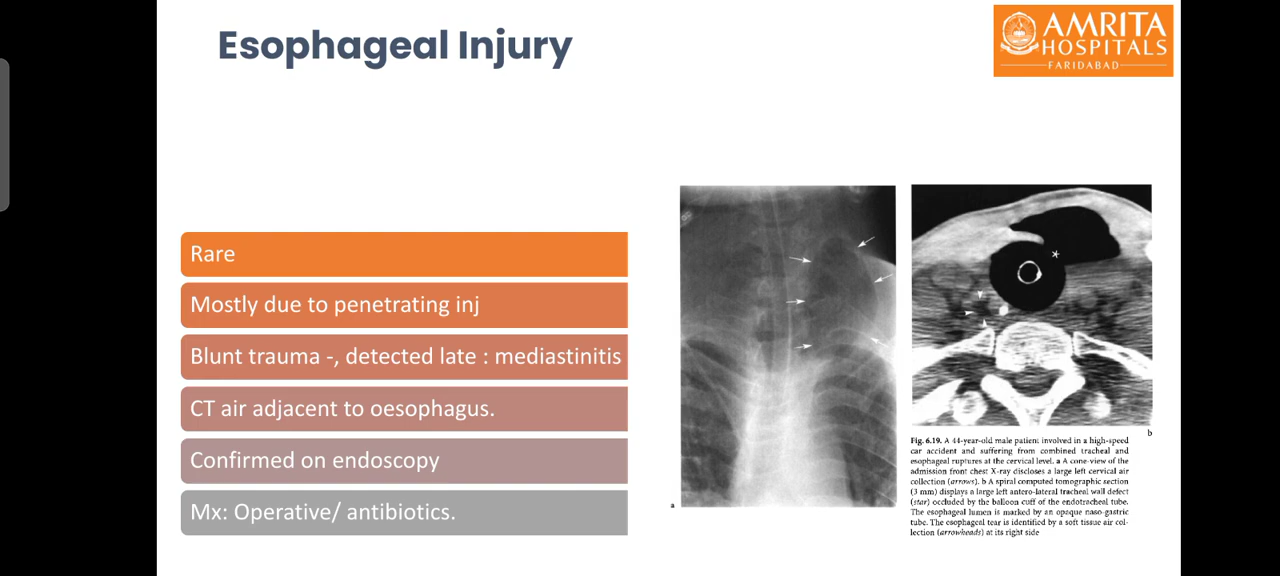 Esophageal Injury
AMRITA
HOSPITALS
FARIDABAD
Rare
Mostly due to penetrating inj
Blunt trauma -, detected late : mediastinitis
CT air adjacent to oesophagus.
Confirmed on endoscopy
Mx: Operative/ antibiotics.
a
*
b
Fig. 6.19. A 44-year-old male patient involved in a high-speed
car accident and suffering from combined tracheal and
esophageal ruptures at the cervical level. a A cone-view of the
admission front chest X-ray discloses a large left cervical air
collection (arrows). b A spiral computed tomographic section
(3 mm) displays a large left antero-lateral tracheal wall defect
(star) occluded by the balloon cuff of the endotracheal tube.
The esophageal lumen is marked by an opaque naso-gastric
tube. The esophageal tear is identified by a soft tissue air col-
lection (arrowheads) at its right side